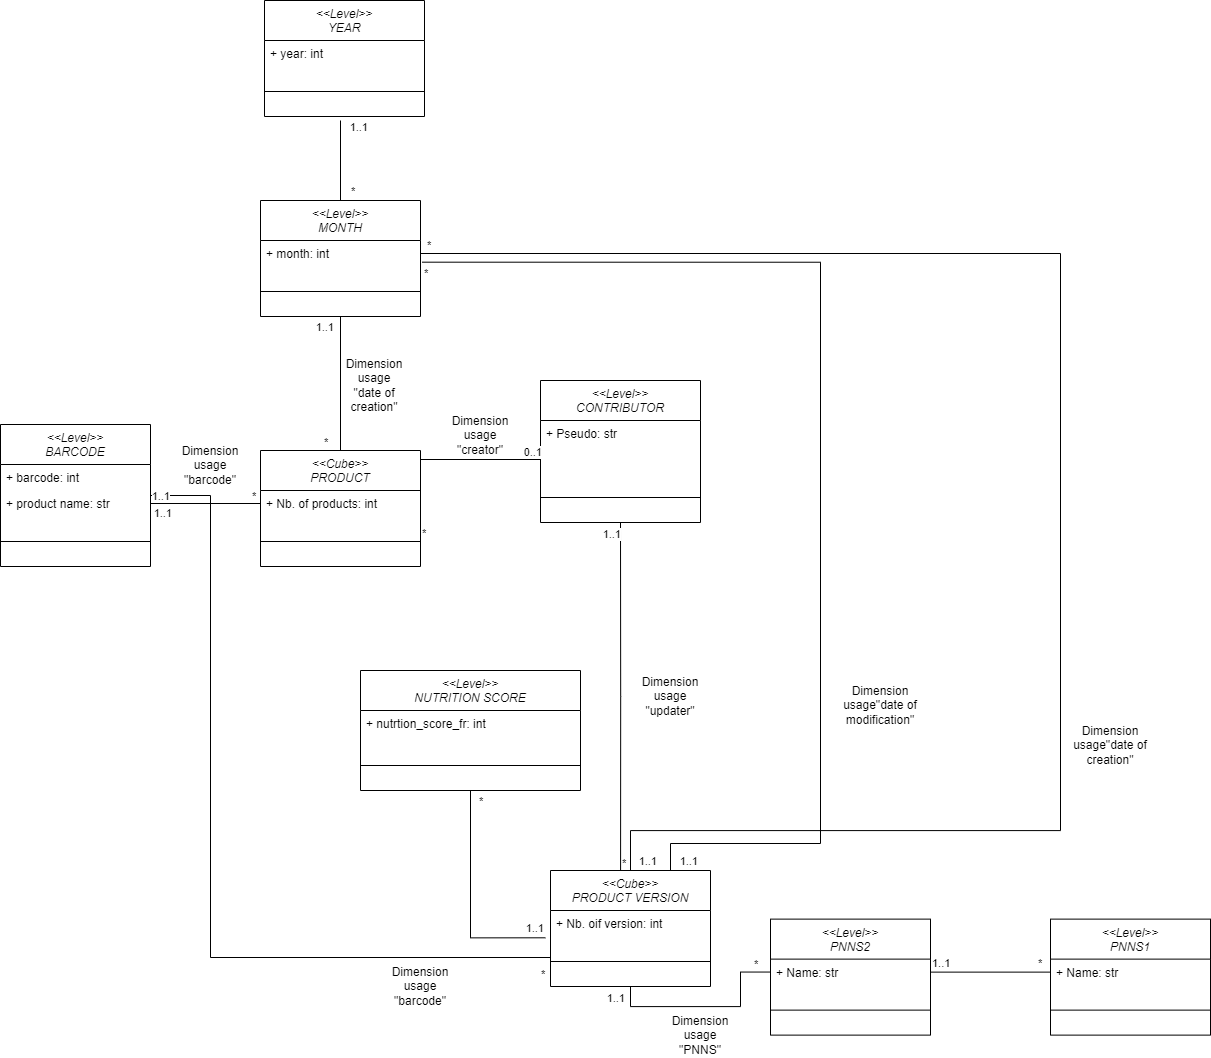 <<Level>>
YEAR
+ year: int
1..1
*
<<Level>>
MONTH
+ month: int
*
*
1..1
Dimension
usage
"date of
creation"
*
<<Level>>
CONTRIBUTOR
+ Pseudo: str
Dimension
usage
"creator"
0..1
1..1
<<Level>>
BARCODE
+ barcode: int
+ product name: str
Dimension
usage
"barcode"
1..1
1..1
*
<<Cube>>
PRODUCT
+ Nb. of products: int
*
<<Level>>
NUTRITION SCORE
+ nutrtion_score_fr: int
*
Dimension
usage
"updater"
Dimension
usage"date of
modification"
Dimension
usage"date of
creation"
*
1..1
1..1
<<Cube>>
PRODUCT VERSION
+ Nb. oif version: int
1..1
*
Dimension
usage
"barcode"
1..1
Dimension
usage
"PNNS"
*
<<Level>>
PNNS2
+ Name: str
1..1
*
<<Level>>
PNNS1
+ Name: str